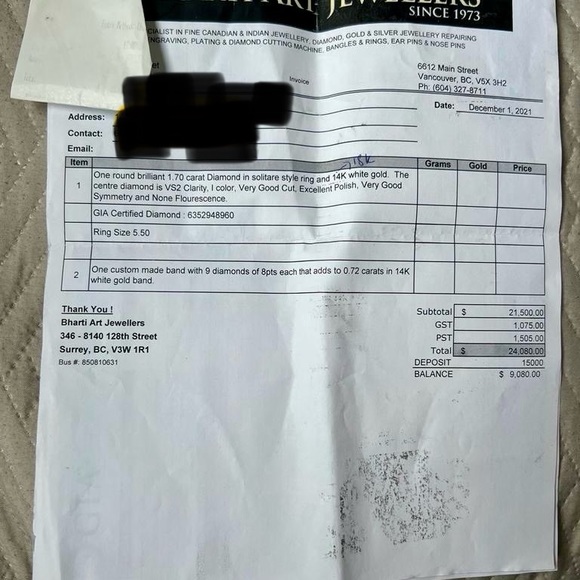 JEWELLERS
SINCE 1973
IALIST IN FINE CANADIAN & INDIAN JEWELLERY, DIAMOND, GOLD & SILVER JEWELLERY REPAIRING
ENGRAVING, PLATING & DIAMOND CUTTING MACHINE, BANGLES & RINGS, EAR PINS & NOSE PINS
6612 Main Street
Vancouver, BC, V5X 3H2
Ph: (604) 327-8711
Invoice
Date: December 1, 2021
Address:
Contact:
Email:
18K
Item Grams Gold Price
1 One round brilliant 1.70 carat Diamond in solitare style ring and 14K white gold. The
centre diamond is VS2 Clarity, I color, Very Good Cut, Excellent Polish, Very Good
Symmetry and None Flourescence.
GIA Certified Diamond : 6352948960
Ring Size 5.50
2 One custom made band with 9 diamonds of 8pts each that adds to 0.72 carats in 14K
white gold band.
Thank You !
Bharti Art Jewellers
346 - 8140 128th Street
Surrey, BC, V3W 1R1
Bus #: 850810631
Subtotal $ 21,500.00
GST 1,075.00
PST 1,505.00
Total $ 24,080.00
DEPOSIT 15000
BALANCE $ 9,080.00